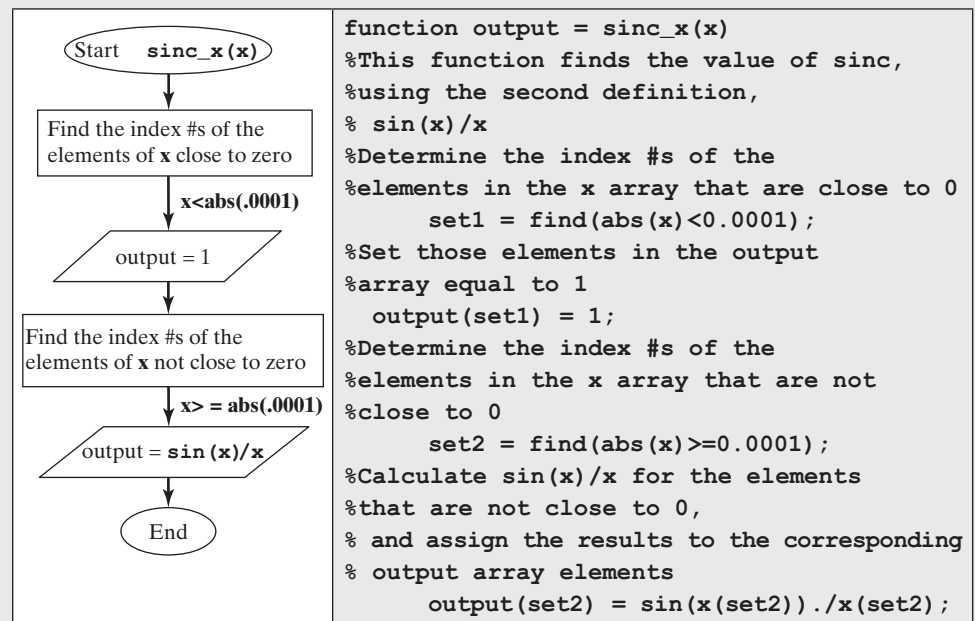 Start sinc_x(x)
Find the index #s of the
elements of x close to zero
x<abs(.0001)
output = 1
Find the index #s of the
elements of x not close to zero
x> = abs(.0001)
output = sin(x)/x
End
function output = sinc_x(x)
%This function finds the value of sinc,
%using the second definition,
% sin(x)/x
%Determine the index #s of the
%elements in the x array that are close to 0
set1 = find(abs(x)<0.0001);
%Set those elements in the output
%array equal to 1
output(set1) = 1;
%Determine the index #s of the
%elements in the x array that are not
%close to 0
set2 = find(abs(x)>=0.0001);
%Calculate sin(x)/x for the elements
%that are not close to 0,
% and assign the results to the corresponding
% output array elements
output(set2) = sin(x(set2))./x(set2);